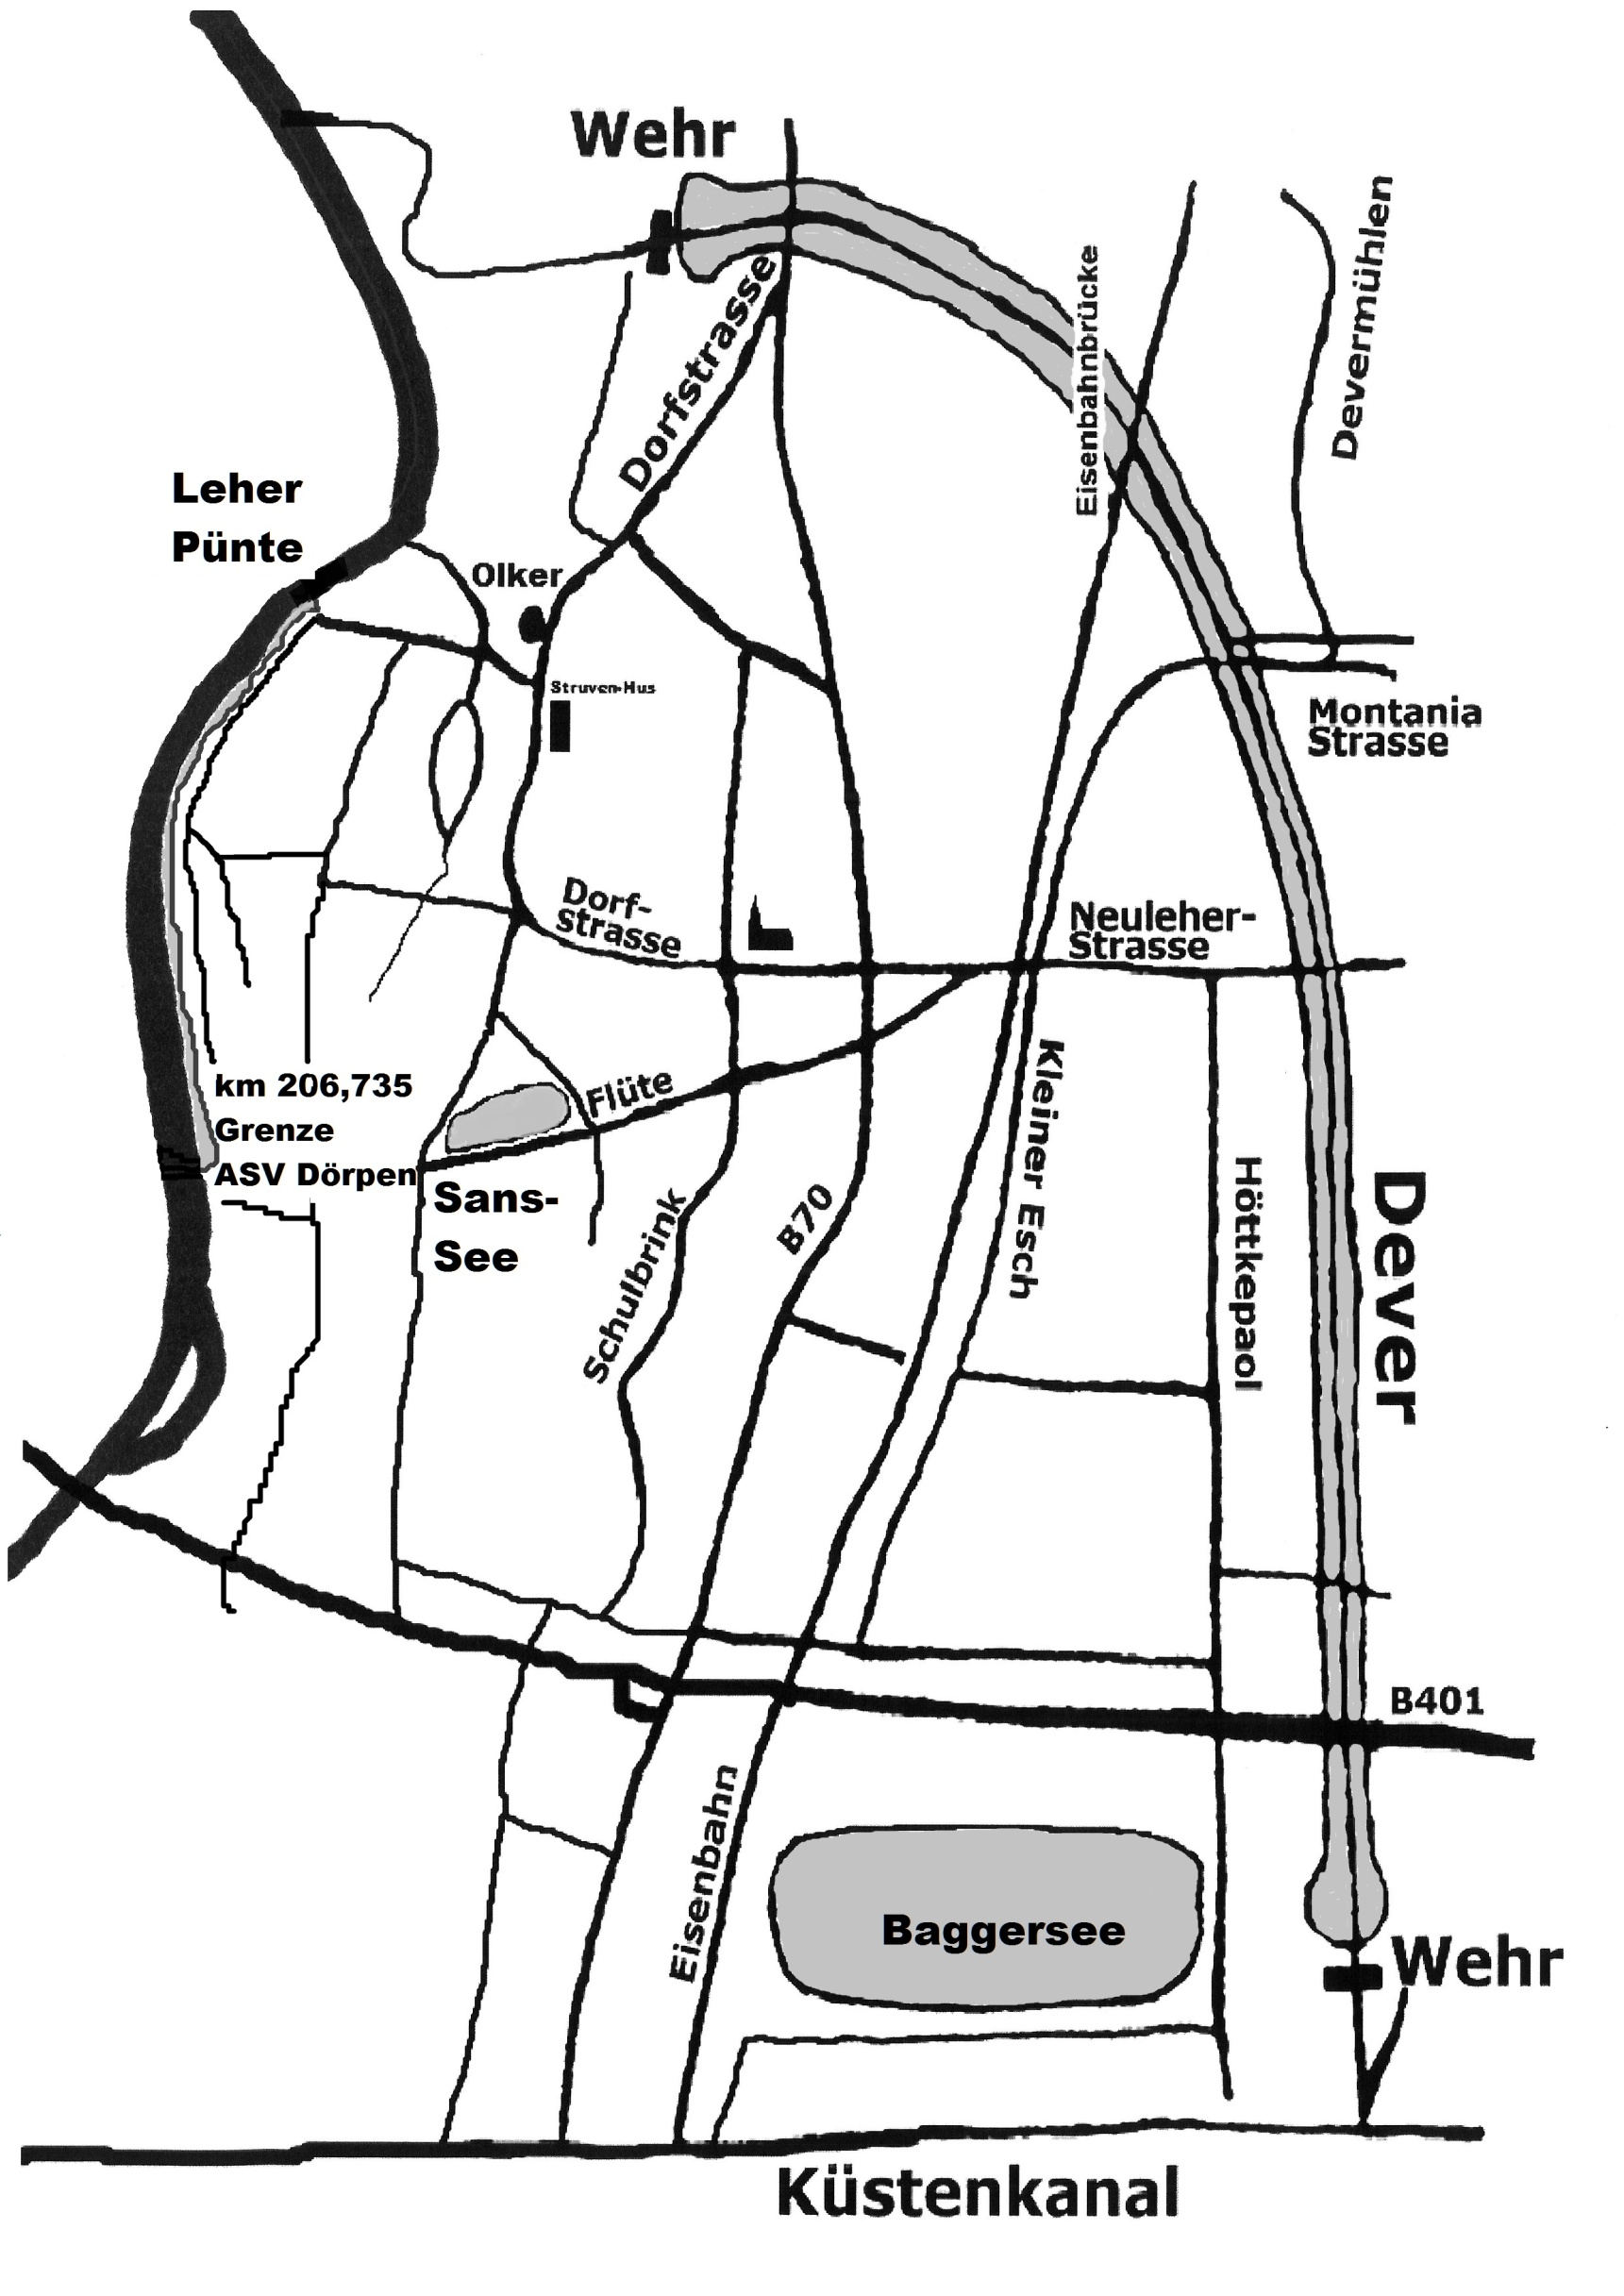 Wehr
Dorfstrasse
Eisenbahnbrücke
Devermühlen
Leher
Pünte
Olker
Struven-Hus
Montania
Strasse
Dorf-
strasse
Neuleher-
Strasse
km 206,735
Grenze
ASV Dörpen
Flüte
Kleiner Esch
Höttkepaol
Dever
Sans-
See
Schulbrink
B70
B401
Eisenbahn
Baggersee
Wehr
Küstenkanal